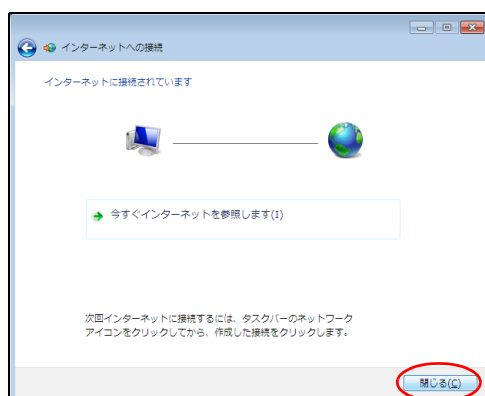 インターネットへの接続
インターネットに接続されています
今すぐインターネットを参照します(I)
次回インターネットに接続するには、タスクバーのネットワーク
アイコンをクリックしてから、作成した接続をクリックします。
閉じる(C)